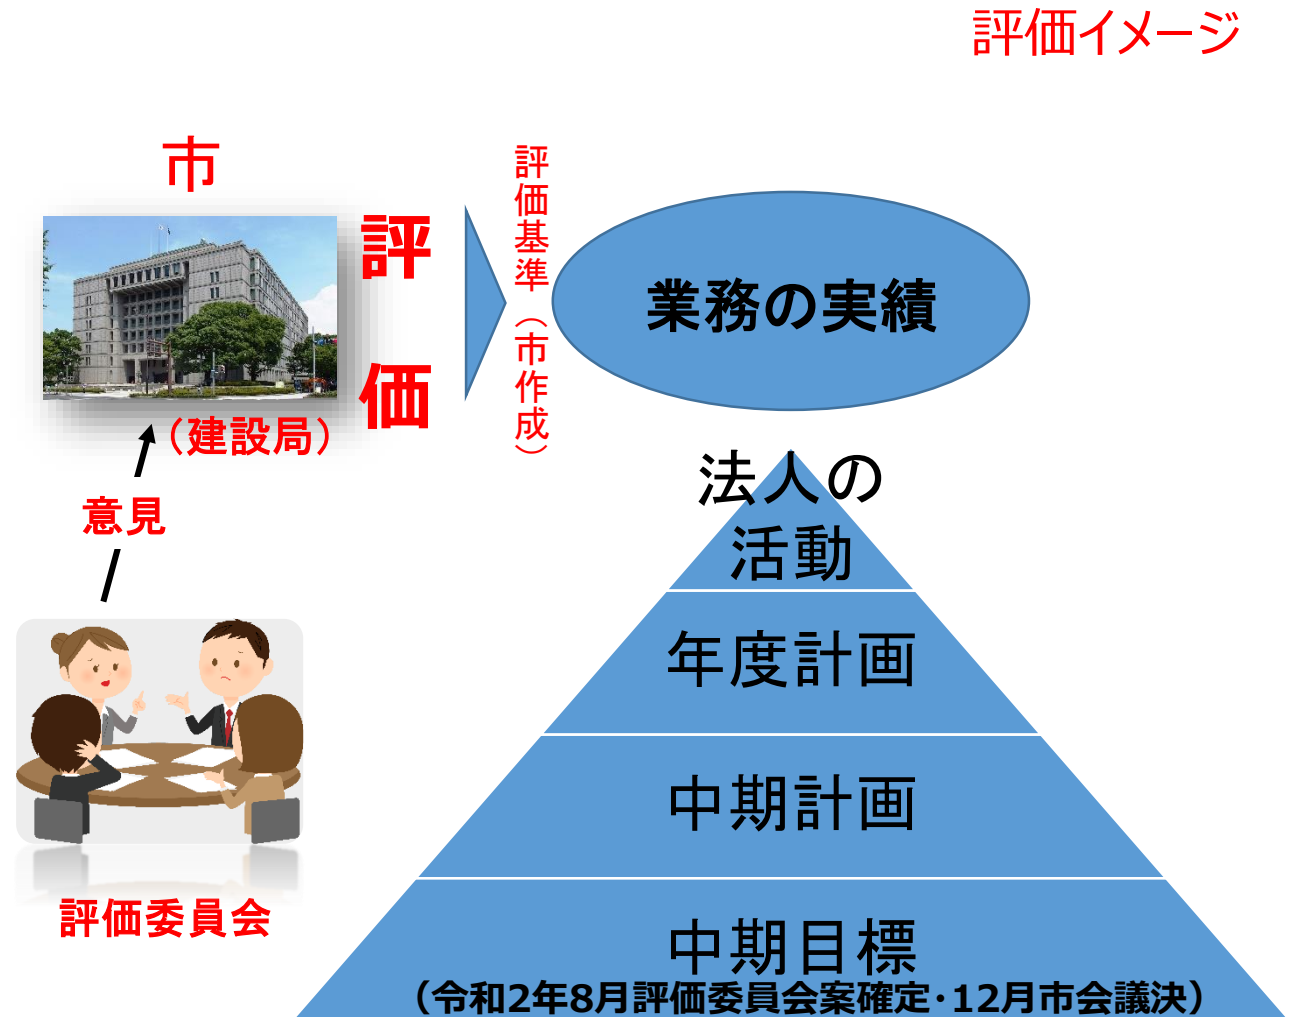 評価イメージ
市
評価
（建設局）
評価基準（市作成）
業務の実績
意見
評価委員会
法人の
活動
年度計画
中期計画
中期目標
（令和2年8月評価委員会案確定･12月市会議決）